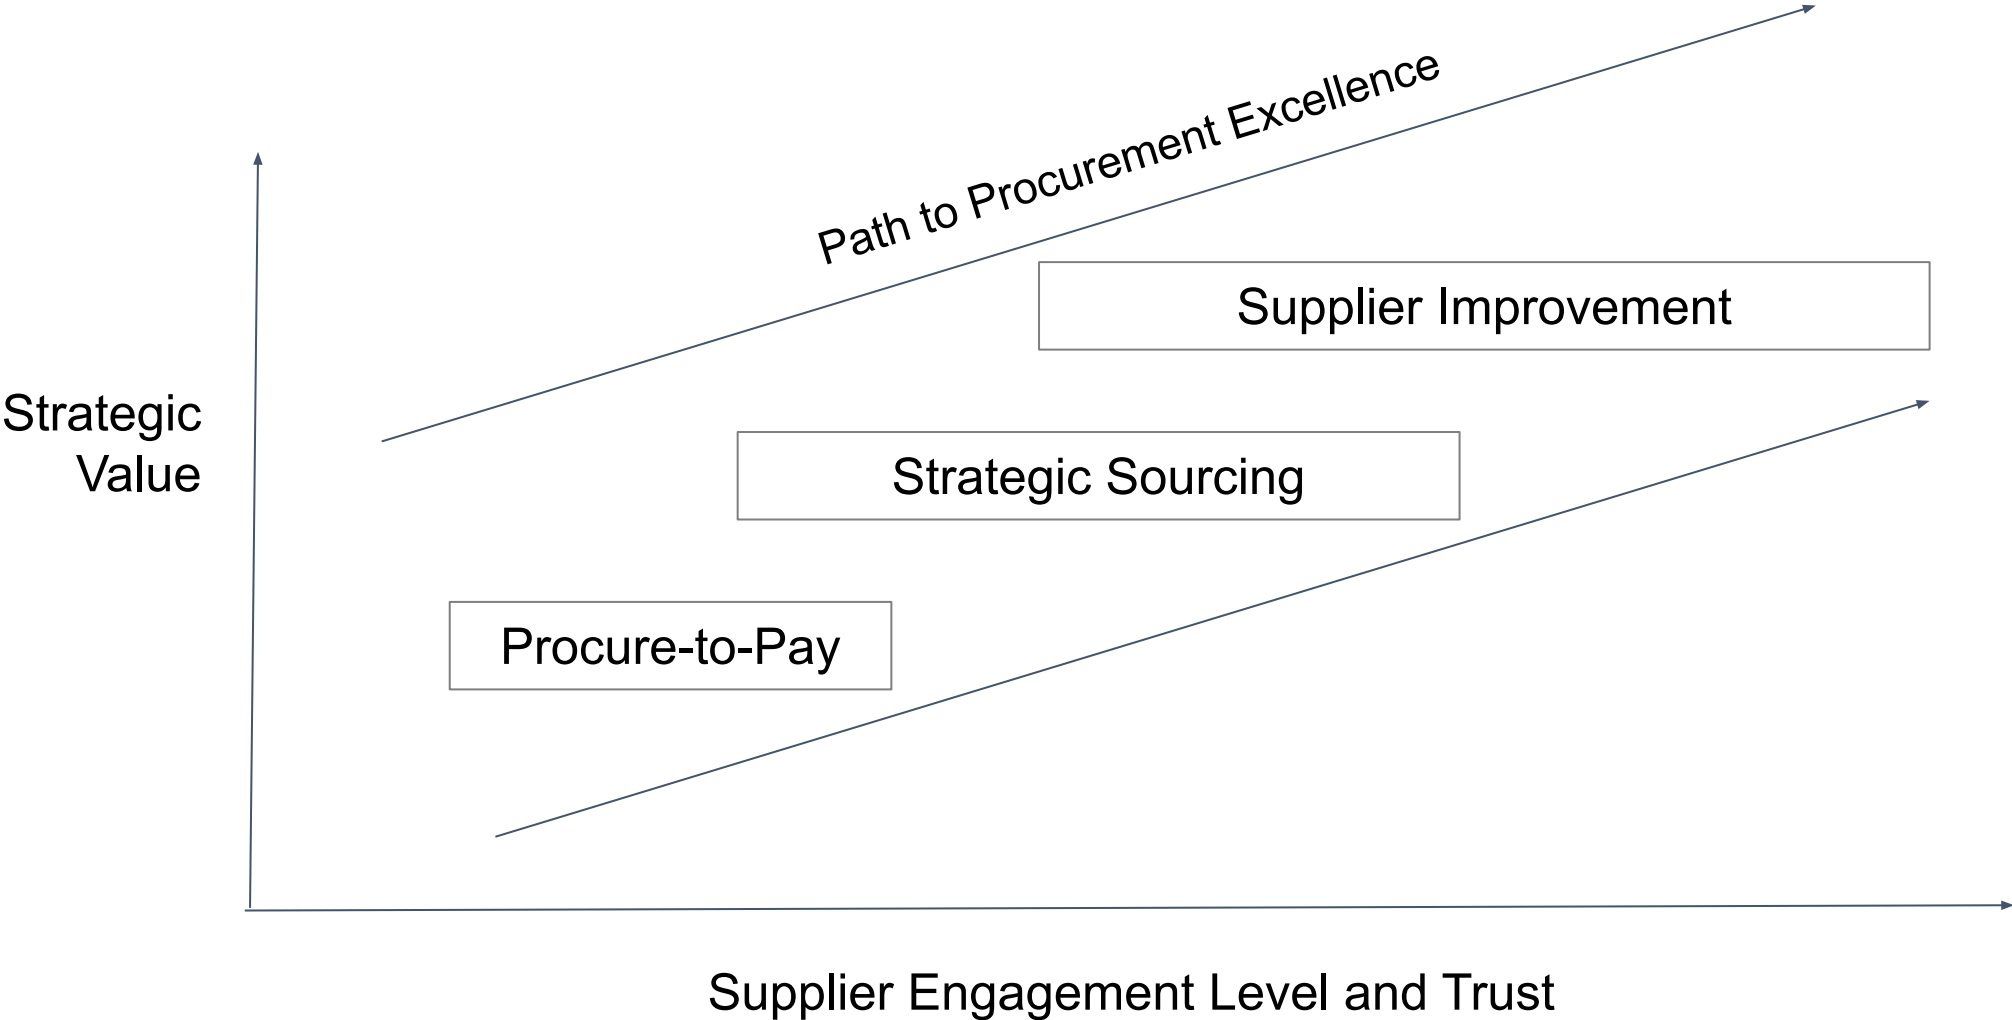 Path to Procurement Excellence
Supplier Improvement
Strategic
Value
Strategic Sourcing
Procure-to-Pay
Supplier Engagement Level and Trust